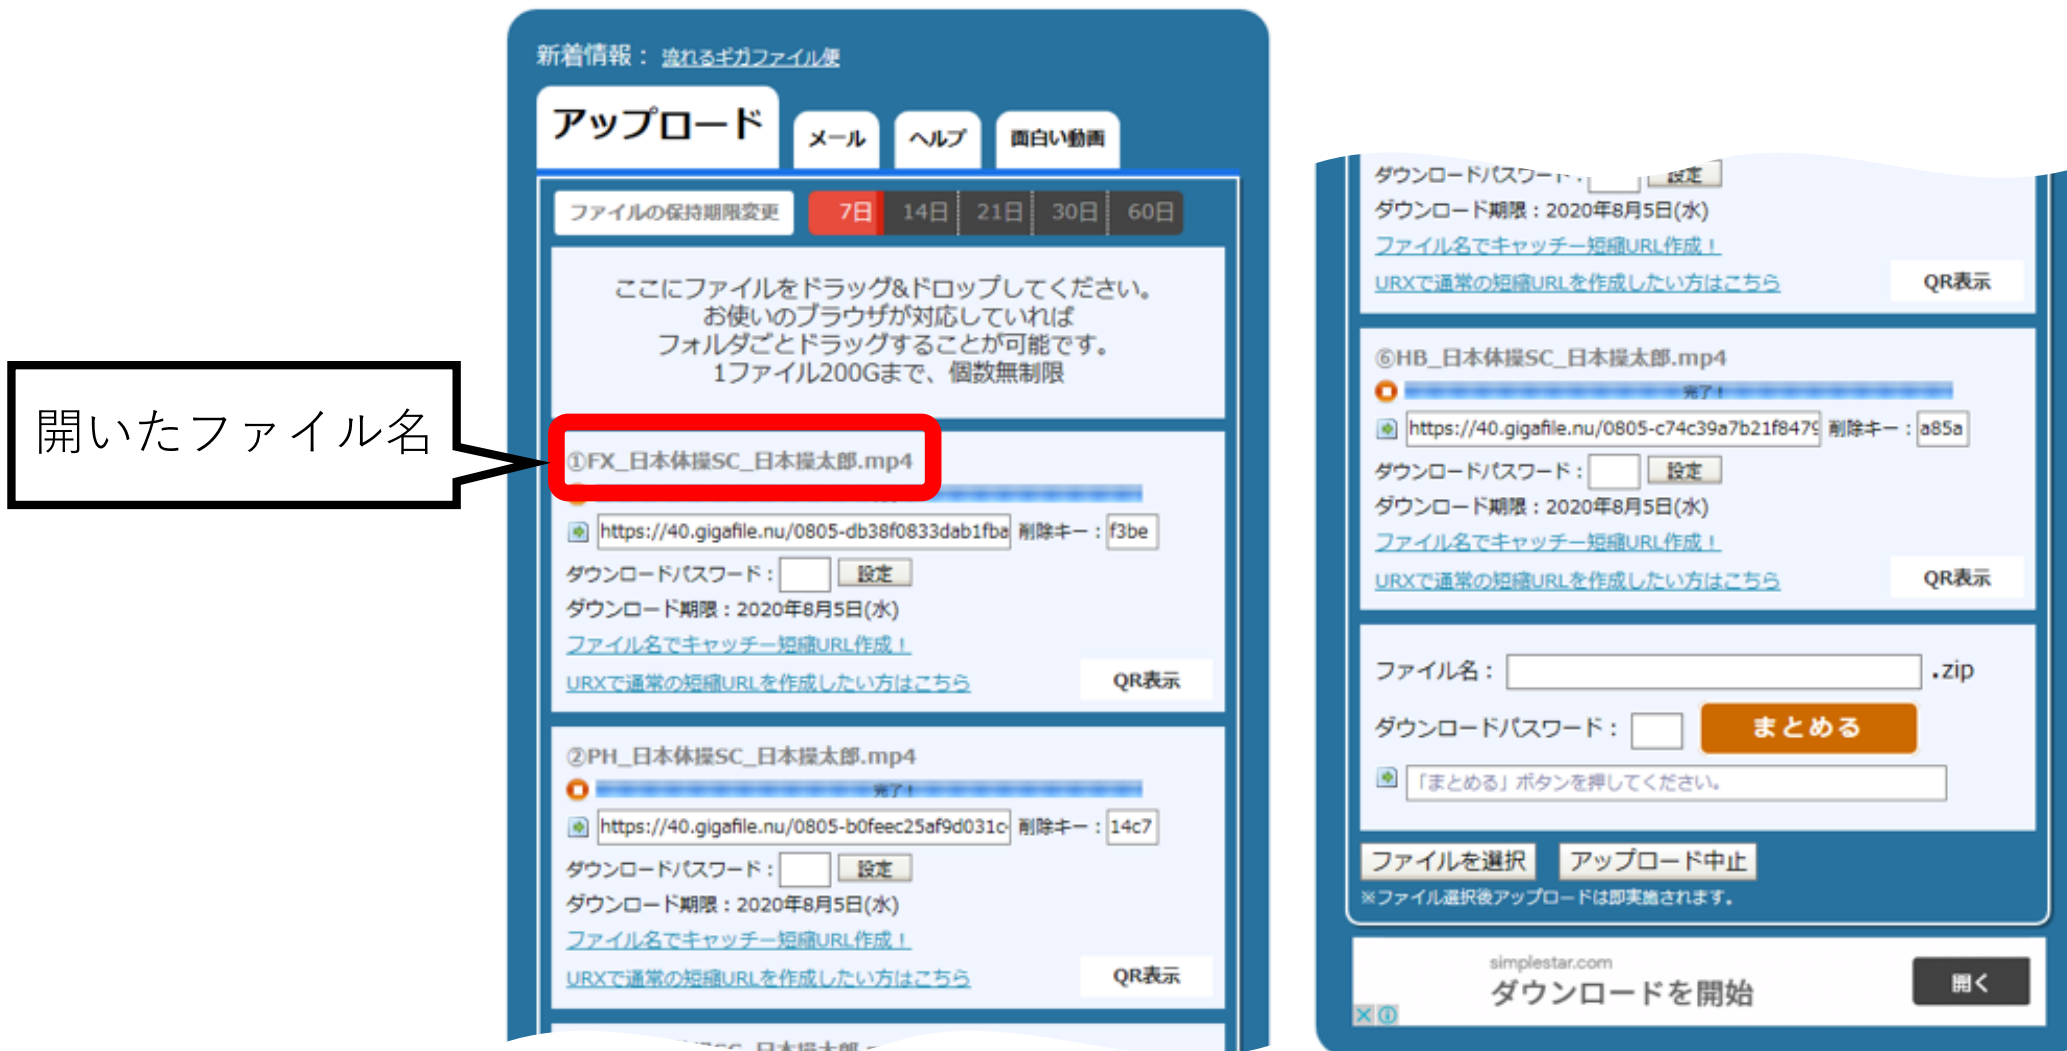 新着情報： 流れるギガファイル便
アップロード メール ヘルプ 面白い動画
ファイルの保持期限変更 7日 14日 21日 30日 60日
ここにファイルをドラッグ&ドロップしてください。
お使いのブラウザが対応していれば
フォルダごとドラッグすることが可能です。
1ファイル200Gまで、個数無制限
開いたファイル名
①FX_日本体操SC_日本操太郎.mp4
https://40.gigafile.nu/0805-db38f0833dab1fba 削除キー：f3be
ダウンロードパスワード： 設定
ダウンロード期限：2020年8月5日(水)
ファイル名でキャッチー短縮URL作成！
URXで通常の短縮URLを作成したい方はこちら QR表示
②PH_日本体操SC_日本操太郎.mp4
完了！
https://40.gigafile.nu/0805-b0feec25af9d031c 削除キー：14c7
ダウンロードパスワード： 設定
ダウンロード期限：2020年8月5日(水)
ファイル名でキャッチー短縮URL作成！
URXで通常の短縮URLを作成したい方はこちら QR表示
SC_日本操太郎
ダウンロードパスワード： 設定
ダウンロード期限：2020年8月5日(水)
ファイル名でキャッチー短縮URL作成！
URXで通常の短縮URLを作成したい方はこちら QR表示
⑥HB_日本体操SC_日本操太郎.mp4
完了！
https://40.gigafile.nu/0805-c74c39a7b21f8479 削除キー：a85a
ダウンロードパスワード： 設定
ダウンロード期限：2020年8月5日(水)
ファイル名でキャッチー短縮URL作成！
URXで通常の短縮URLを作成したい方はこちら QR表示
ファイル名： .zip
ダウンロードパスワード： まとめる
「まとめる」ボタンを押してください。
ファイルを選択 アップロード中止
※ファイル選択後アップロードは即実施されます。
simplestar.com
ダウンロードを開始 開く